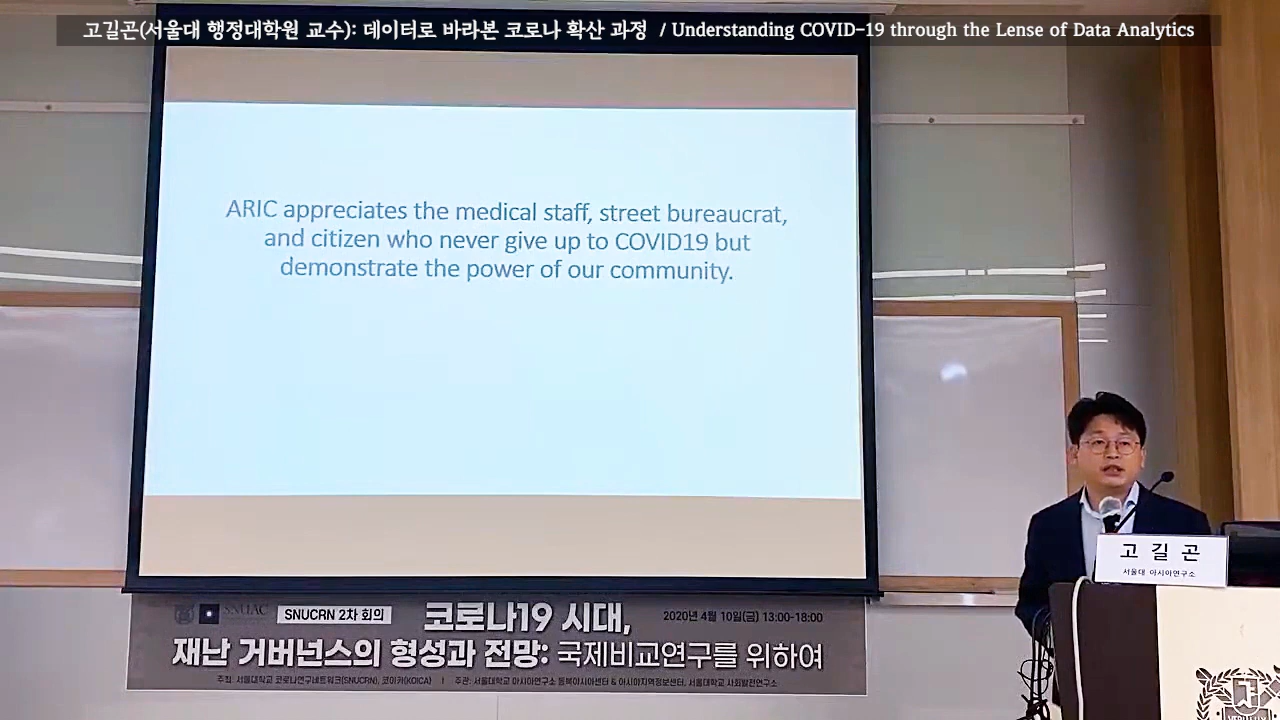 고길곤(서울대 행정대학원 교수): 데이터로 바라본 코로나 확산 과정 / Understanding COVID-19 through the Lense of Data Analytics
ARIC appreciates the medical staff, street bureaucrat,
and citizen who never give up to COVID19 but
demonstrate the power of our community.
고 길 곤
서울대 아시아연구소
SNUAC
SNUCRN 2차 회의
코로나19 시대,
2020년 4월 10일(금) 13:00-18:00
재난 거버넌스의 형성과 전망: 국제비교연구를 위하여
주최: 서울대학교 코로나연구네트워크(SNUCRN), 코이카(KOICA) | 주관: 서울대학교 아시아연구소 동북아시아센터 & 아시아지역정보센터, 서울대학교 사회발전연구소